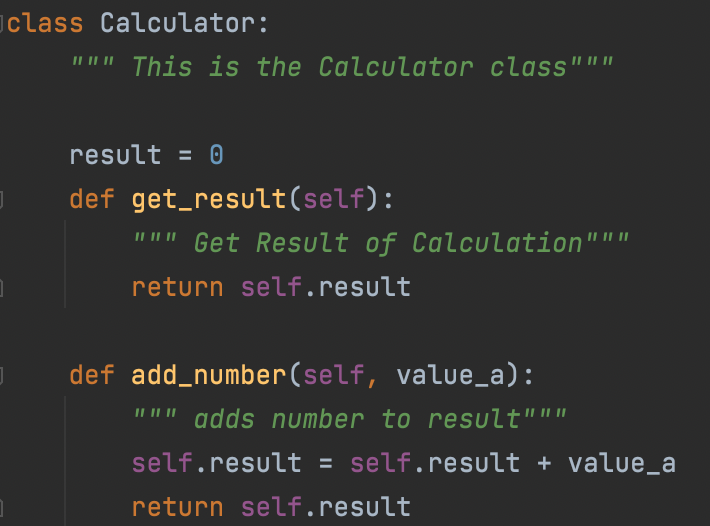 class Calculator:
    """ This is the Calculator class"""
    result = 0
    def get_result(self):
        """ Get Result of Calculation"""
        return self.result
    def add_number(self, value_a):
        """ adds number to result"""
        self.result = self.result + value_a
        return self.result